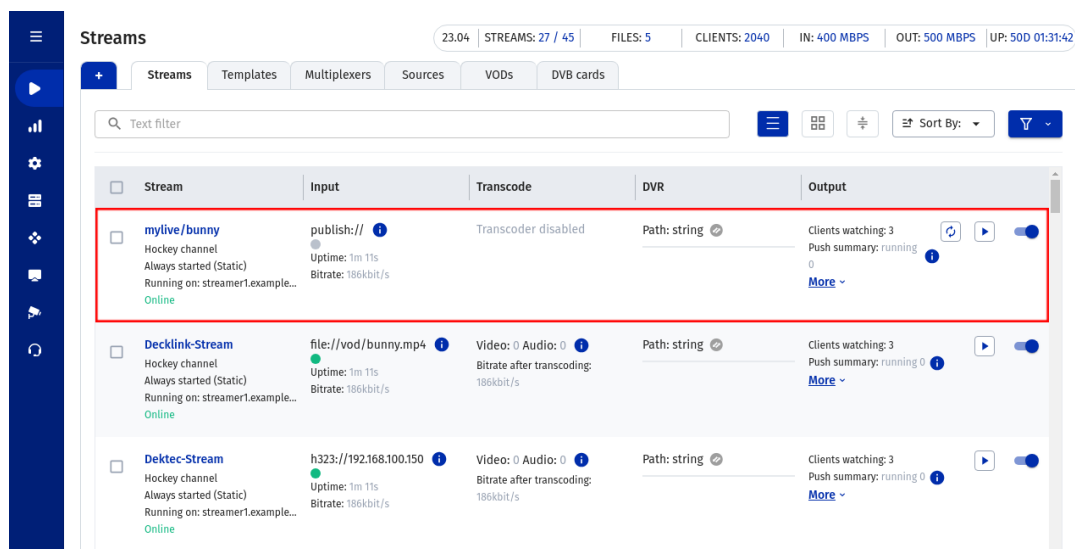 Streams
23.04 STREAMS: 27 / 45 FILES: 5 CLIENTS: 2040 IN: 400 MBPS OUT: 500 MBPS UP: 50D 01:31:42
+ Streams Templates Multiplexers Sources VODs DVB cards
Text filter
Sort By:
Stream Input Transcode DVR Output
mylive/bunny
Hockey channel
Always started (Static)
Running on: streamer1.example...
Online
publish://
Uptime: 1m 11s
Bitrate: 186kbit/s
Transcoder disabled
Path: string
Clients watching: 3
Push summary: running
0
More
Decklink-Stream
Hockey channel
Always started (Static)
Running on: streamer1.example...
Online
file://vod/bunny.mp4
Uptime: 1m 11s
Bitrate: 186kbit/s
Video: 0 Audio: 0
Bitrate after transcoding:
186kbit/s
Path: string
Clients watching: 3
Push summary: running 0
More
Dektec-Stream
Hockey channel
Always started (Static)
Running on: streamer1.example...
Online
h323://192.168.100.150
Uptime: 1m 11s
Bitrate: 186kbit/s
Video: 0 Audio: 0
Bitrate after transcoding:
186kbit/s
Path: string
Clients watching: 3
Push summary: running 0
More